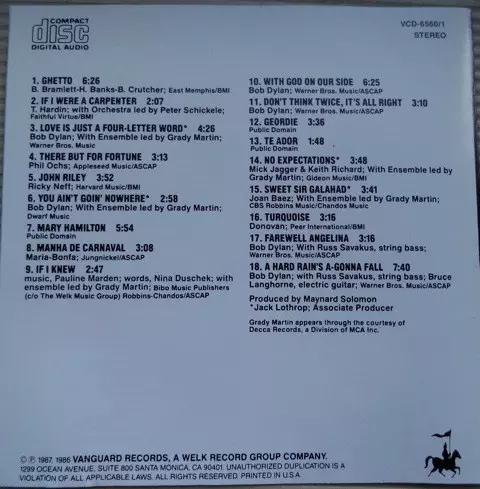 COMPACT
disc
DIGITAL AUDIO
VCD-6560/1
STEREO
1. GHETTO 6:26
B. Bramlett-H. Banks-B. Crutcher; East Memphis/BMI
2. IF I WERE A CARPENTER 2:07
T. Hardin; with Orchestra led by Peter Schickele;
Faithful Virtue/BMI
3. LOVE IS JUST A FOUR-LETTER WORD* 4:26
Bob Dylan; With Ensemble led by Grady Martin;
Warner Bros. Music
4. THERE BUT FOR FORTUNE 3:13
Phil Ochs; Appleseed Music/ASCAP
5. JOHN RILEY 3:52
Ricky Neff; Harvard Music/BMI
6. YOU AIN'T GOIN' NOWHERE* 2:58
Bob Dylan; With Ensemble led by Grady Martin;
Dwarf Music
7. MARY HAMILTON 5:54
Public Domain
8. MANHA DE CARNAVAL 3:08
Maria-Bonfa; Jungnickel/ASCAP
9. IF I KNEW 2:47
music, Pauline Marden; words, Nina Duschek; with
ensemble led by Grady Martin; Bibo Music Publishers
(c/o The Welk Music Group) Robbins-Chandos/ASCAP
10. WITH GOD ON OUR SIDE 6:25
Bob Dylan; Warner Bros. Music/ASCAP
11. DON'T THINK TWICE, IT'S ALL RIGHT 3:10
Bob Dylan; Warner Bros. Music/ASCAP
12. GEORDIE 3:36
Public Domain
13. TE ADOR 1:48
Public Domain
14. NO EXPECTATIONS* 3:48
Mick Jagger & Keith Richard; With Ensemble led by
Grady Martin; Gideon Music/BMI
15. SWEET SIR GALAHAD* 3:41
Joan Baez; With Ensemble led by Grady Martin;
CBS Robbins Music/Chandos Music
16. TURQUOISE 3:16
Donovan; Peer International/BMI
17. FAREWELL ANGELINA 3:16
Bob Dylan; With Russ Savakus, string bass;
Warner Bros. Music/ASCAP
18. A HARD RAIN'S A-GONNA FALL 7:40
Bob Dylan; with Russ Savakus, string bass; Bruce
Langhorne, electric guitar; Warner Bros. Music/ASCAP
Produced by Maynard Solomon
*Jack Lothrop; Associate Producer
Grady Martin appears through the courtesy of
Decca Records, a Division of MCA Inc.
© ℗ 1987, 1986 VANGUARD RECORDS, A WELK RECORD GROUP COMPANY.
1299 OCEAN AVENUE, SUITE 800 SANTA MONICA, CA 90401. UNAUTHORIZED DUPLICATION IS A
VIOLATION OF ALL APPLICABLE LAWS. ALL RIGHTS RESERVED. PRINTED IN U.S.A.